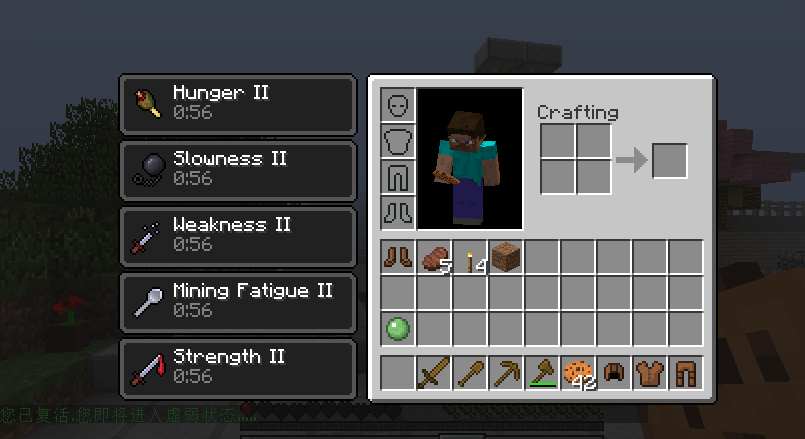 Hunger II
0:56
Slowness II
0:56
Weakness II
0:56
Mining Fatigue II
0:56
Strength II
0:56
Crafting
5
4
42
您已复活,您即将进入虚弱状态.....